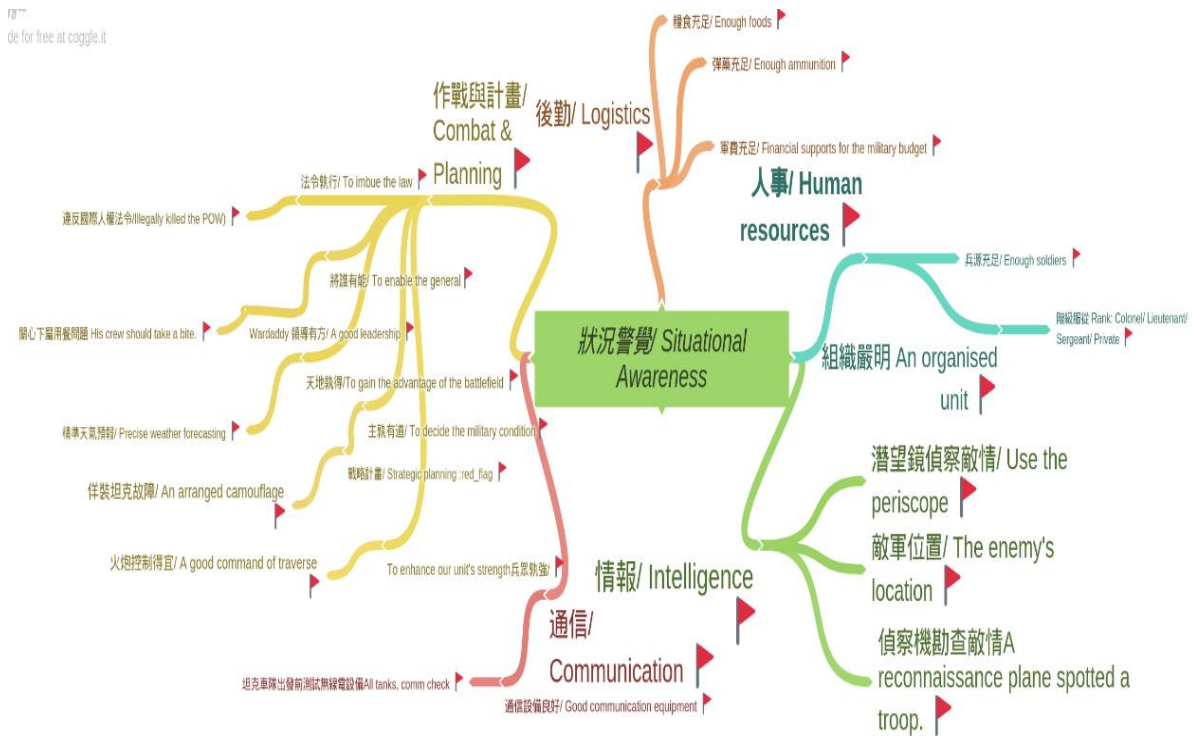 de for free at coggle.it
糧食充足/ Enough foods
彈藥充足/ Enough ammunition
後勤/ Logistics
軍費充足/ Financial supports for the military budget
作戰與計畫/
Combat &
Planning
人事/ Human
resources
兵源充足/ Enough soldiers
階級服從 Rank: Colonel/ Lieutenant/
Sergeant/ Private
組織嚴明 An organised
unit
狀況警覺/ Situational
Awareness
法令執行/ To imbue the law
違反國際人權法令/Illegally killed the POW)
將誰有能/ To enable the general
關心下屬用餐問題 His crew should take a bite.
Wardaddy 領導有方/ A good leadership
天地執得/To gain the advantage of the battlefield
精準天氣預報/ Precise weather forecasting
主執有道/ To decide the military condition
戰略計畫/ Strategic planning :red_flag
佯裝坦克故障/ An arranged camouflage
火炮控制得宜/ A good command of traverse
To enhance our unit's strength兵眾執強/
潛望鏡偵察敵情/ Use the
periscope
敵軍位置/ The enemy's
location
偵察機勘查敵情A
reconnaissance plane spotted a
troop.
情報/ Intelligence
通信/
Communication
坦克車隊出發前測試無線電設備All tanks, comm check
通信設備良好/ Good communication equipment